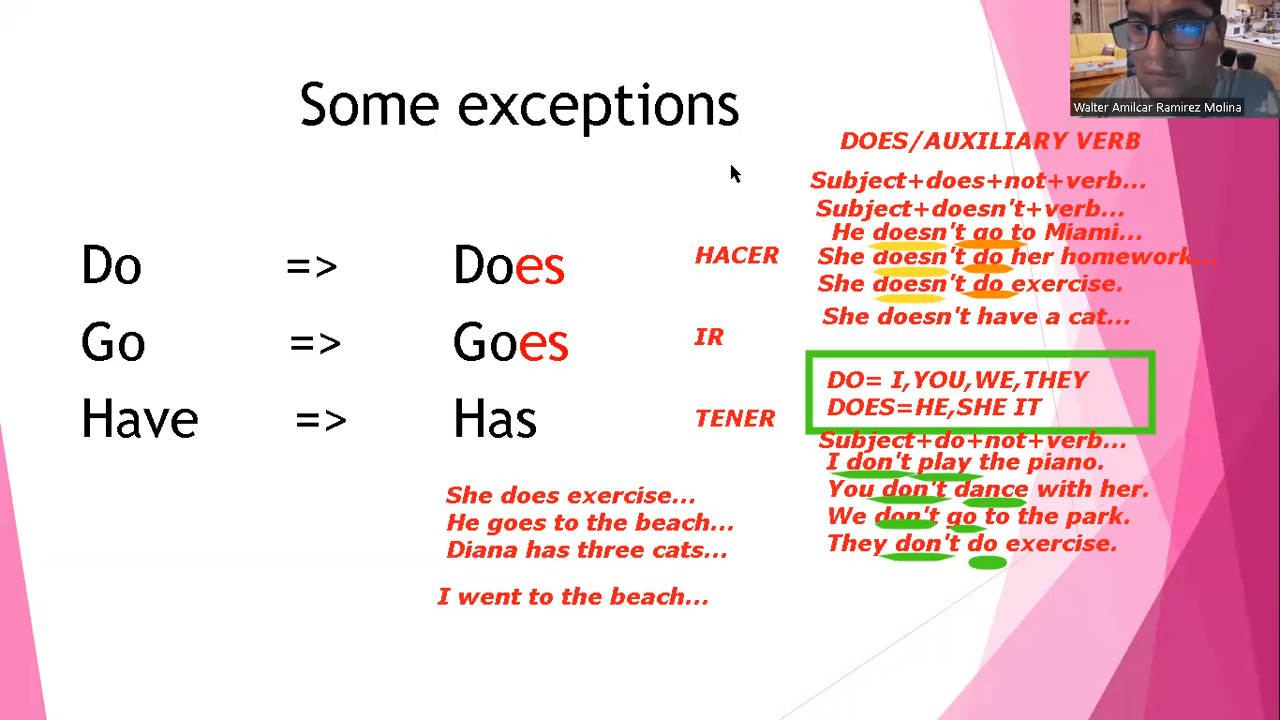 Some exceptions
Do => Does
Go => Goes
Have => Has
HACER
IR
TENER
She does exercise...
He goes to the beach...
Diana has three cats...
I went to the beach...
Walter Amilcar Ramirez Molina
DOES/AUXILIARY VERB
Subject+does+not+verb...
Subject+doesn't+verb...
He doesn't go to Miami...
She doesn't do her homework...
She doesn't do exercise.
She doesn't have a cat...
DO= I,YOU,WE,THEY
DOES=HE,SHE IT
Subject+do+not+verb...
I don't play the piano.
You don't dance with her.
We don't go to the park.
They don't do exercise.